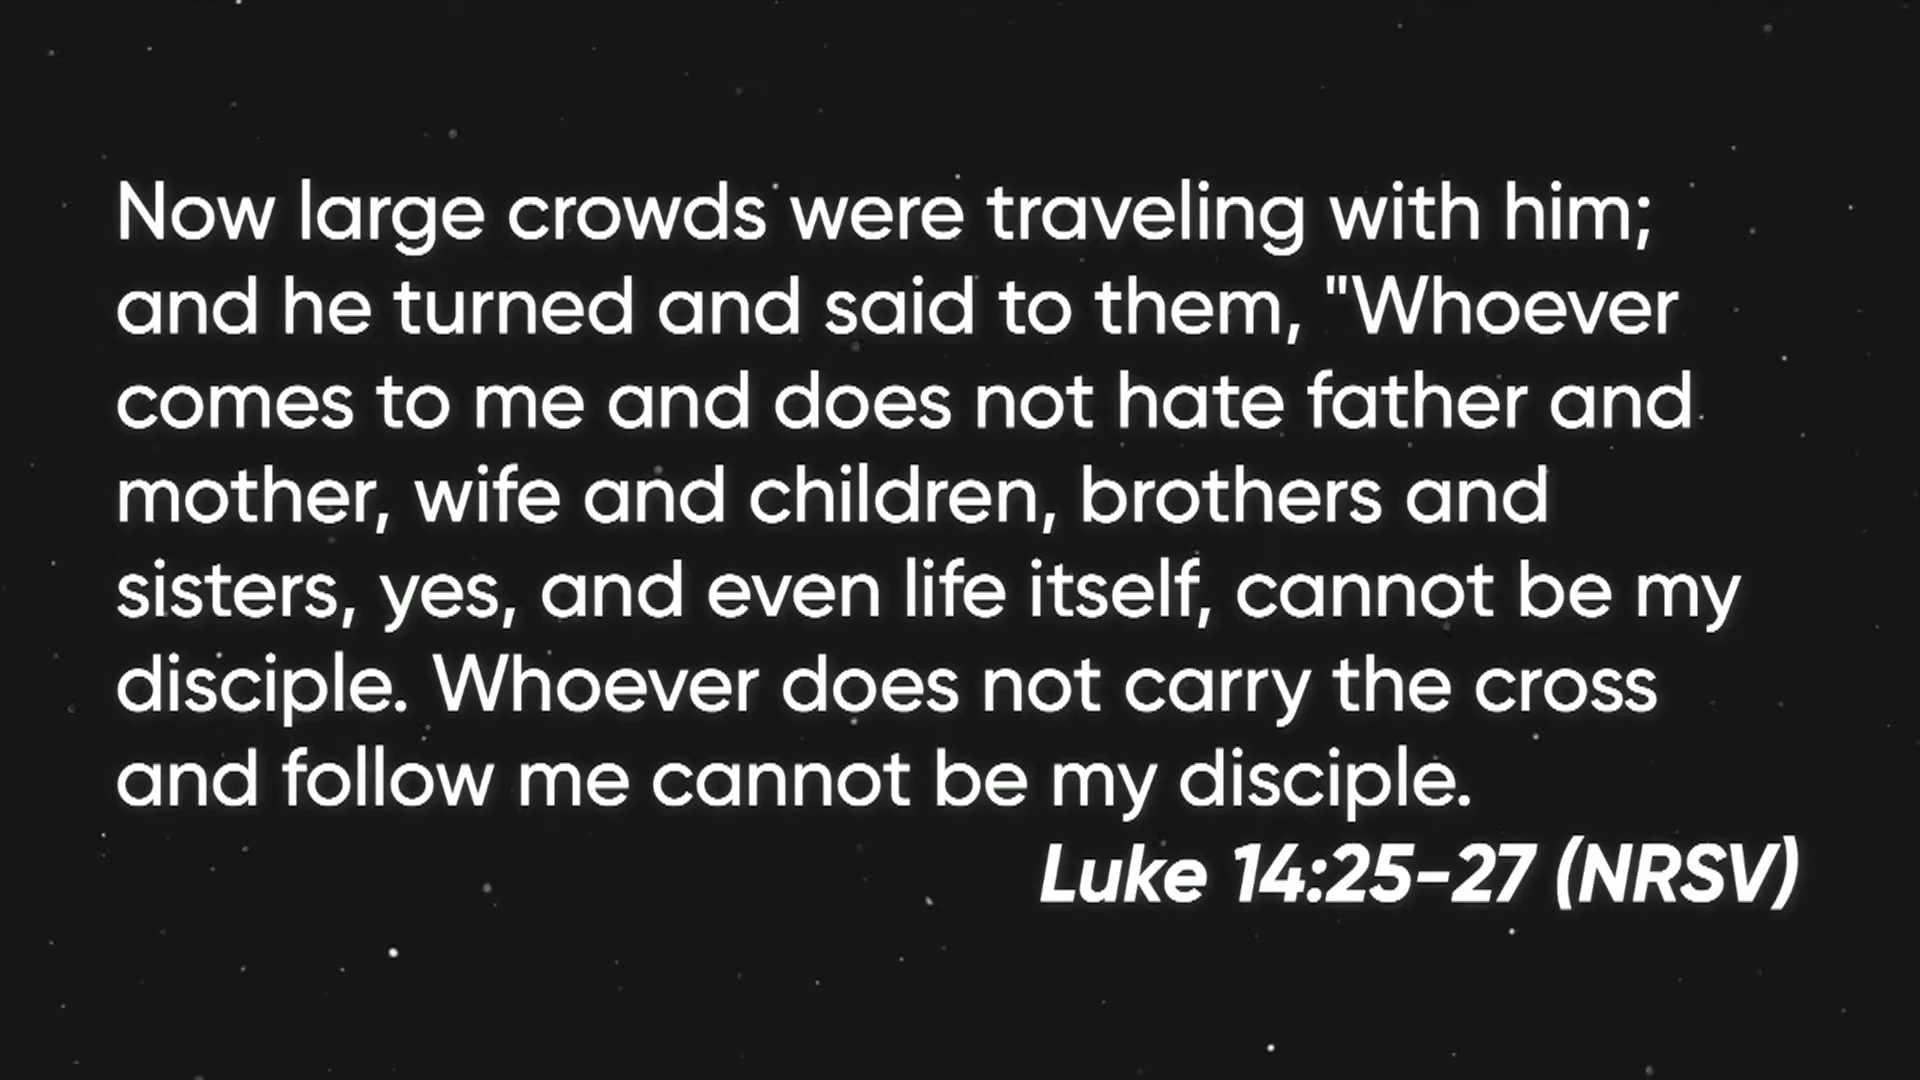 Now large crowds were traveling with him;
and he turned and said to them, "Whoever
comes to me and does not hate father and
mother, wife and children, brothers and
sisters, yes, and even life itself, cannot be my
disciple. Whoever does not carry the cross
and follow me cannot be my disciple.
Luke 14:25-27 (NRSV)